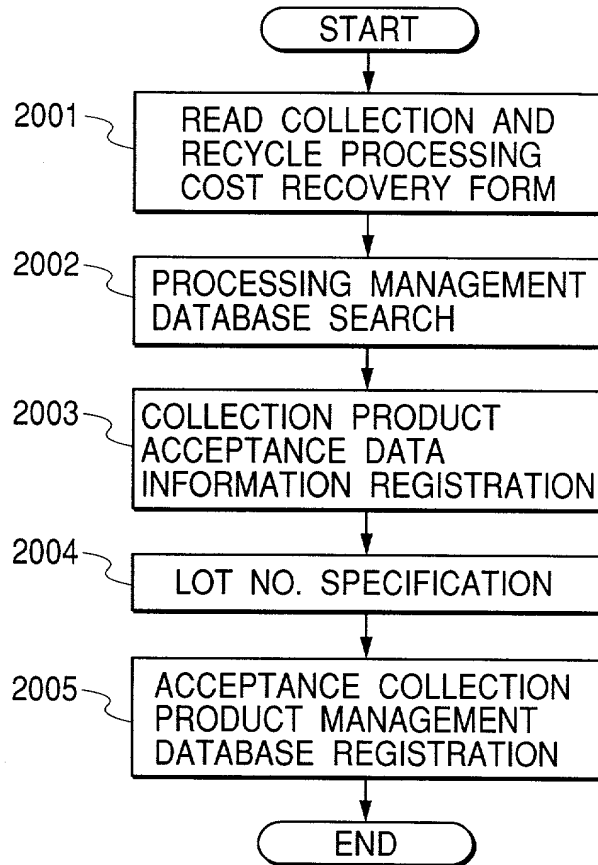 START
2001
READ COLLECTION AND
RECYCLE PROCESSING
COST RECOVERY FORM
2002
PROCESSING MANAGEMENT
DATABASE SEARCH
2003
COLLECTION PRODUCT
ACCEPTANCE DATA
INFORMATION REGISTRATION
2004
LOT NO. SPECIFICATION
2005
ACCEPTANCE COLLECTION
PRODUCT MANAGEMENT
DATABASE REGISTRATION
END